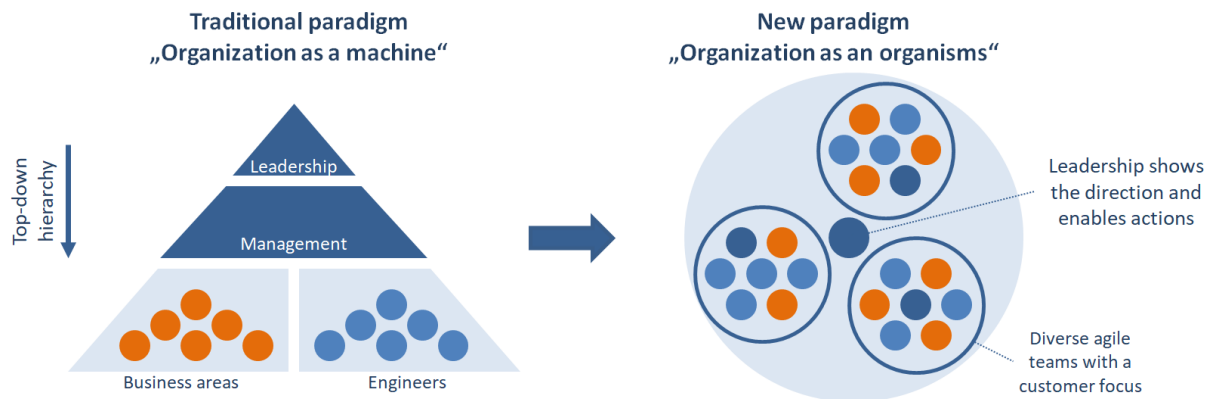 Traditional paradigm
„Organization as a machine“
Top-down
hierarchy
Leadership
Management
Business areas
Engineers
New paradigm
„Organization as an organisms“
Leadership shows
the direction and
enables actions
Diverse agile
teams with a
customer focus